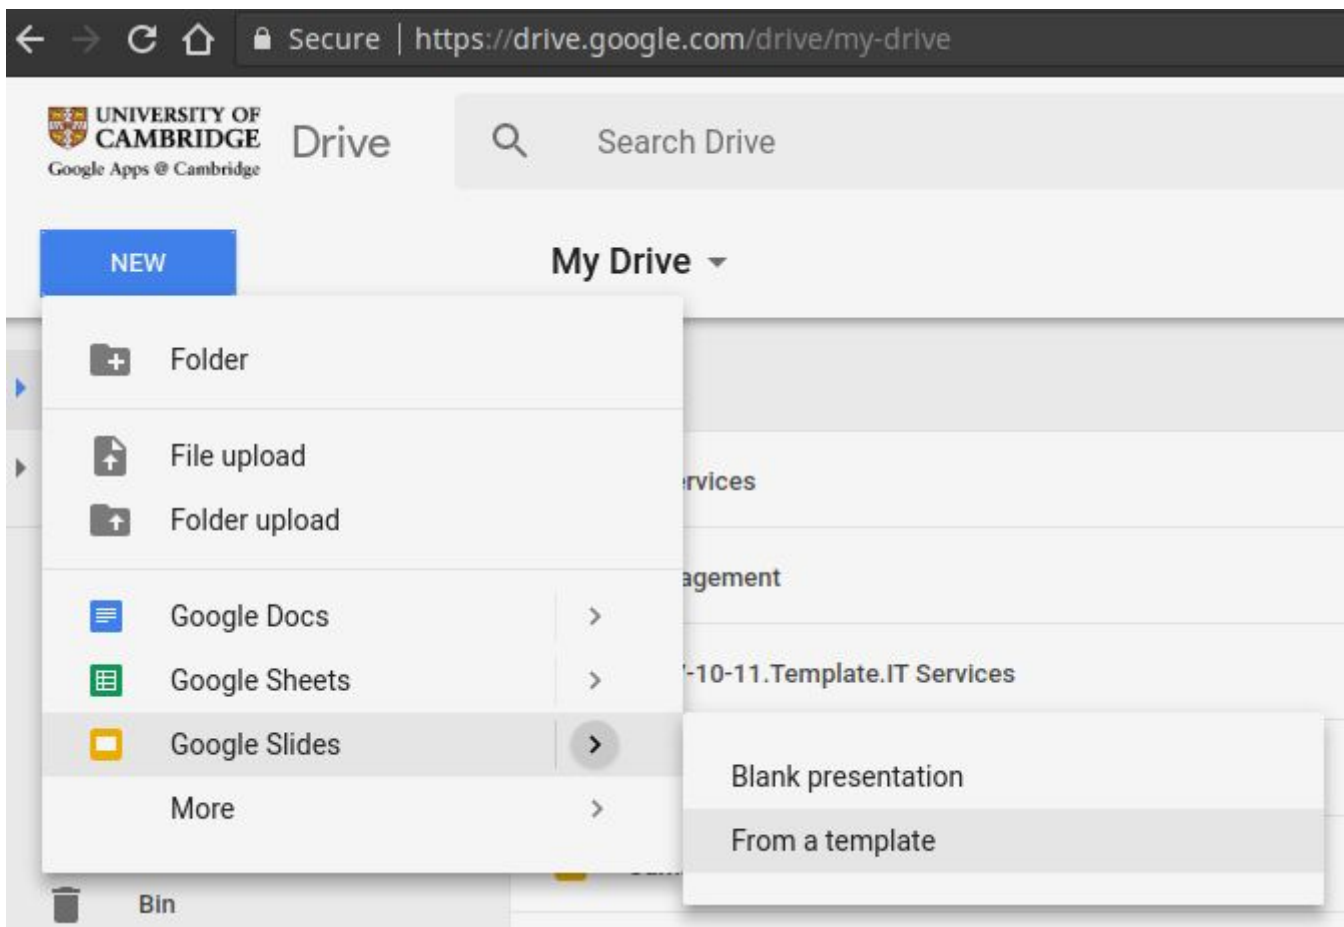 Secure | https://drive.google.com/drive/my-drive
UNIVERSITY OF
CAMBRIDGE
Google Apps @ Cambridge
Drive
Search Drive
NEW
My Drive
Folder
File upload
Folder upload
rvices
agement
Google Docs
Google Sheets
-10-11.Template.IT Services
Google Slides
More
Blank presentation
From a template
Bin